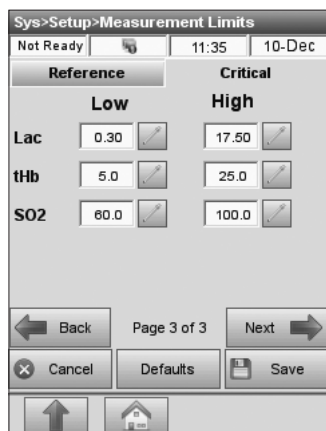 Sys>Setup>Measurement Limits
Not Ready 11:35 10-Dec
Reference Critical
Low High
Lac 0.30 17.50
tHb 5.0 25.0
SO2 60.0 100.0
Back Page 3 of 3 Next
Cancel Defaults Save